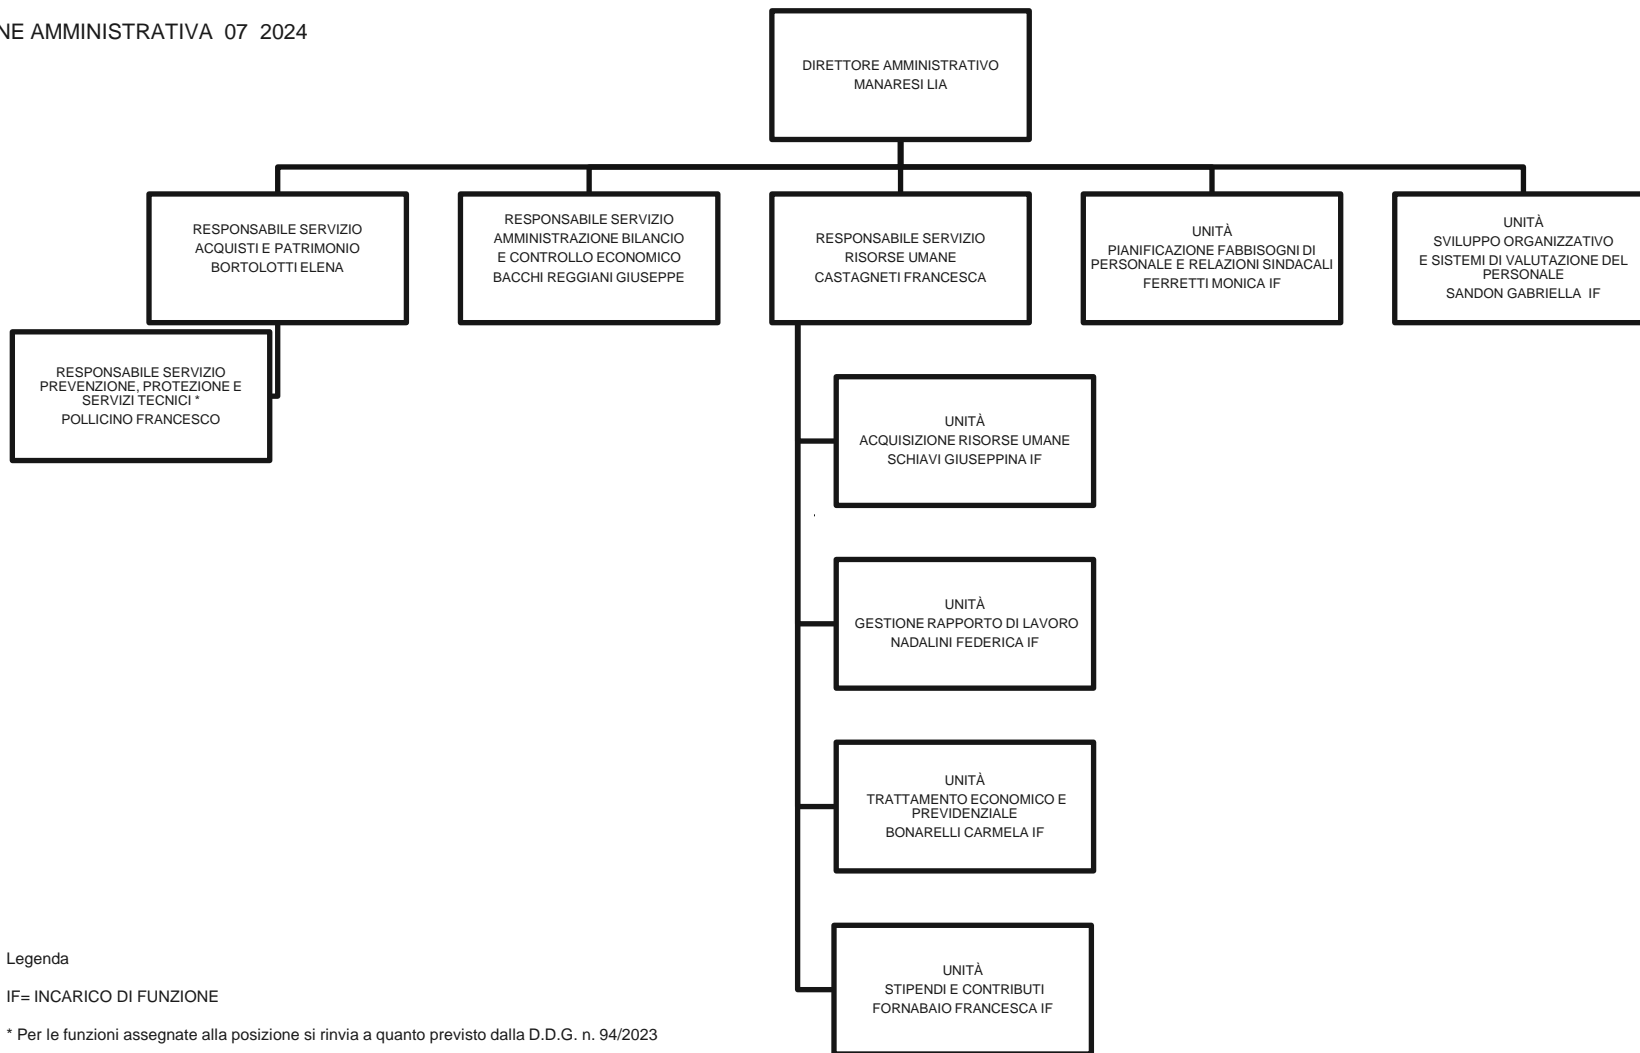 NE AMMINISTRATIVA 07 2024
DIRETTORE AMMINISTRATIVO
MANARESI LIA
RESPONSABILE SERVIZIO
ACQUISTI E PATRIMONIO
BORTOLOTTI ELENA
RESPONSABILE SERVIZIO
AMMINISTRAZIONE BILANCIO
E CONTROLLO ECONOMICO
BACCHI REGGIANI GIUSEPPE
RESPONSABILE SERVIZIO
RISORSE UMANE
CASTAGNETI FRANCESCA
UNITÀ
PIANIFICAZIONE FABBISOGNI DI
PERSONALE E RELAZIONI SINDACALI
FERRETTI MONICA IF
UNITÀ
SVILUPPO ORGANIZZATIVO
E SISTEMI DI VALUTAZIONE DEL
PERSONALE
SANDON GABRIELLA IF
RESPONSABILE SERVIZIO
PREVENZIONE, PROTEZIONE E
SERVIZI TECNICI *
POLLICINO FRANCESCO
UNITÀ
ACQUISIZIONE RISORSE UMANE
SCHIAVI GIUSEPPINA IF
UNITÀ
GESTIONE RAPPORTO DI LAVORO
NADALINI FEDERICA IF
UNITÀ
TRATTAMENTO ECONOMICO E
PREVIDENZIALE
BONARELLI CARMELA IF
UNITÀ
STIPENDI E CONTRIBUTI
FORNABAIO FRANCESCA IF
Legenda
IF= INCARICO DI FUNZIONE
* Per le funzioni assegnate alla posizione si rinvia a quanto previsto dalla D.D.G. n. 94/2023